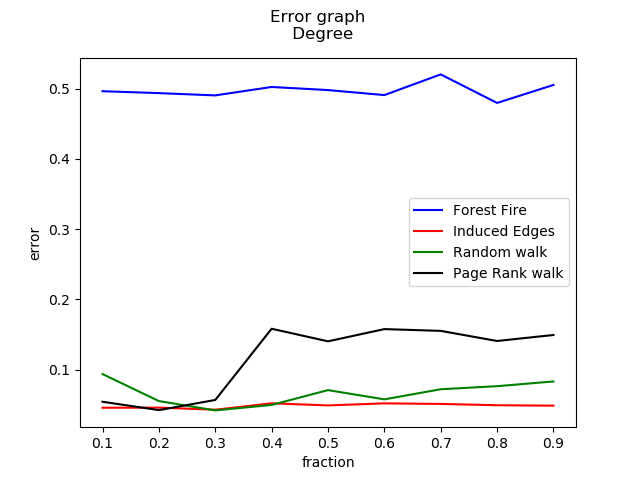 Error graph
Degree
0.5
0.4
0.3
0.2
0.1
error
Forest Fire
Induced Edges
Random walk
Page Rank walk
0.1 0.2 0.3 0.4 0.5 0.6 0.7 0.8 0.9
fraction